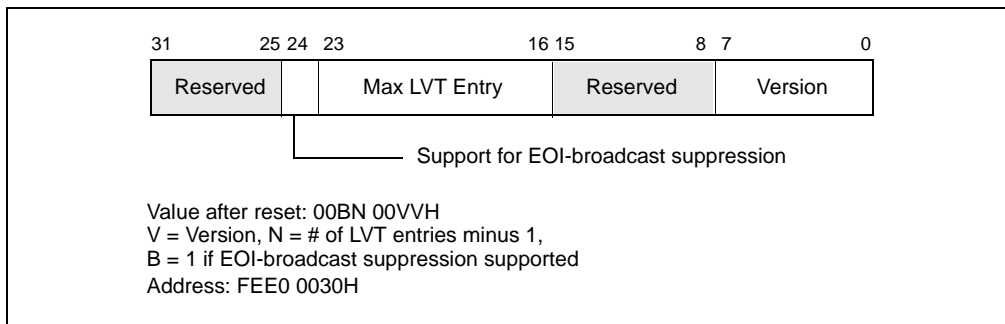 31 25 24 23 16 15 8 7 0
Reserved Max LVT Entry Reserved Version
Support for EOI-broadcast suppression
Value after reset: 00BN 00VVH
V = Version, N = # of LVT entries minus 1,
B = 1 if EOI-broadcast suppression supported
Address: FEE0 0030H